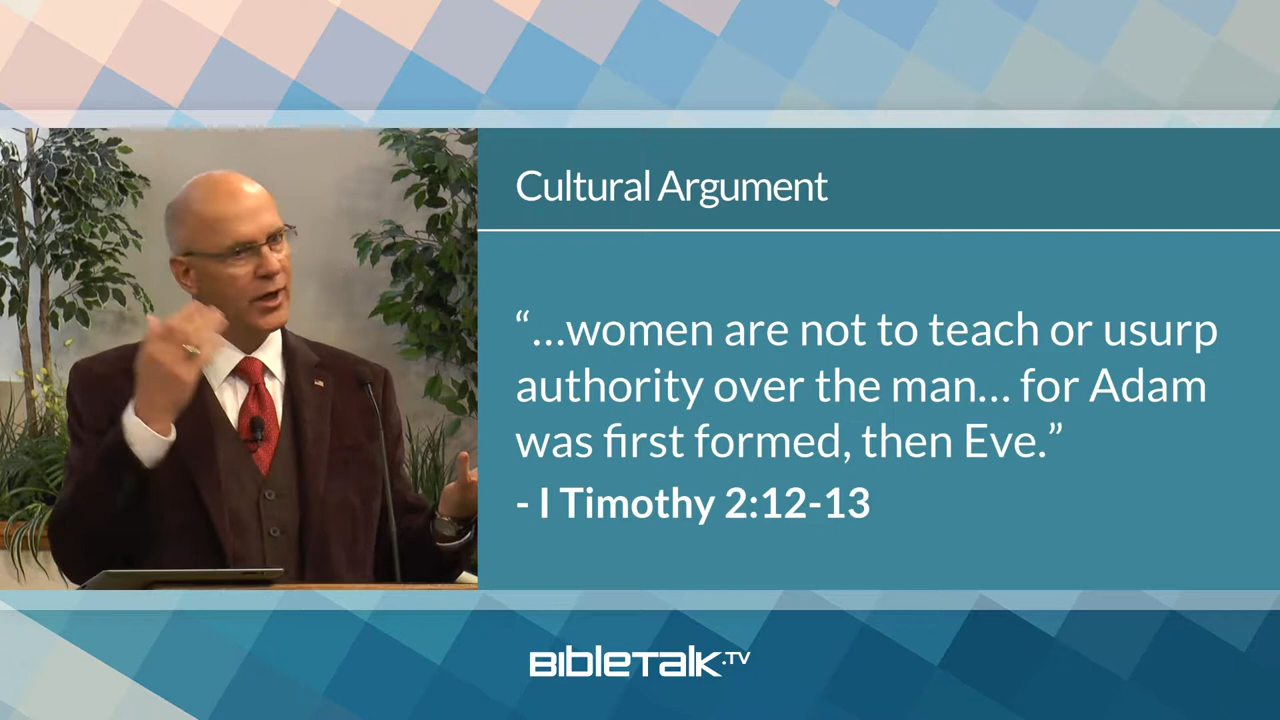 Cultural Argument
“…women are not to teach or usurp
authority over the man… for Adam
was first formed, then Eve.”
- I Timothy 2:12-13
BibleTalk.TV